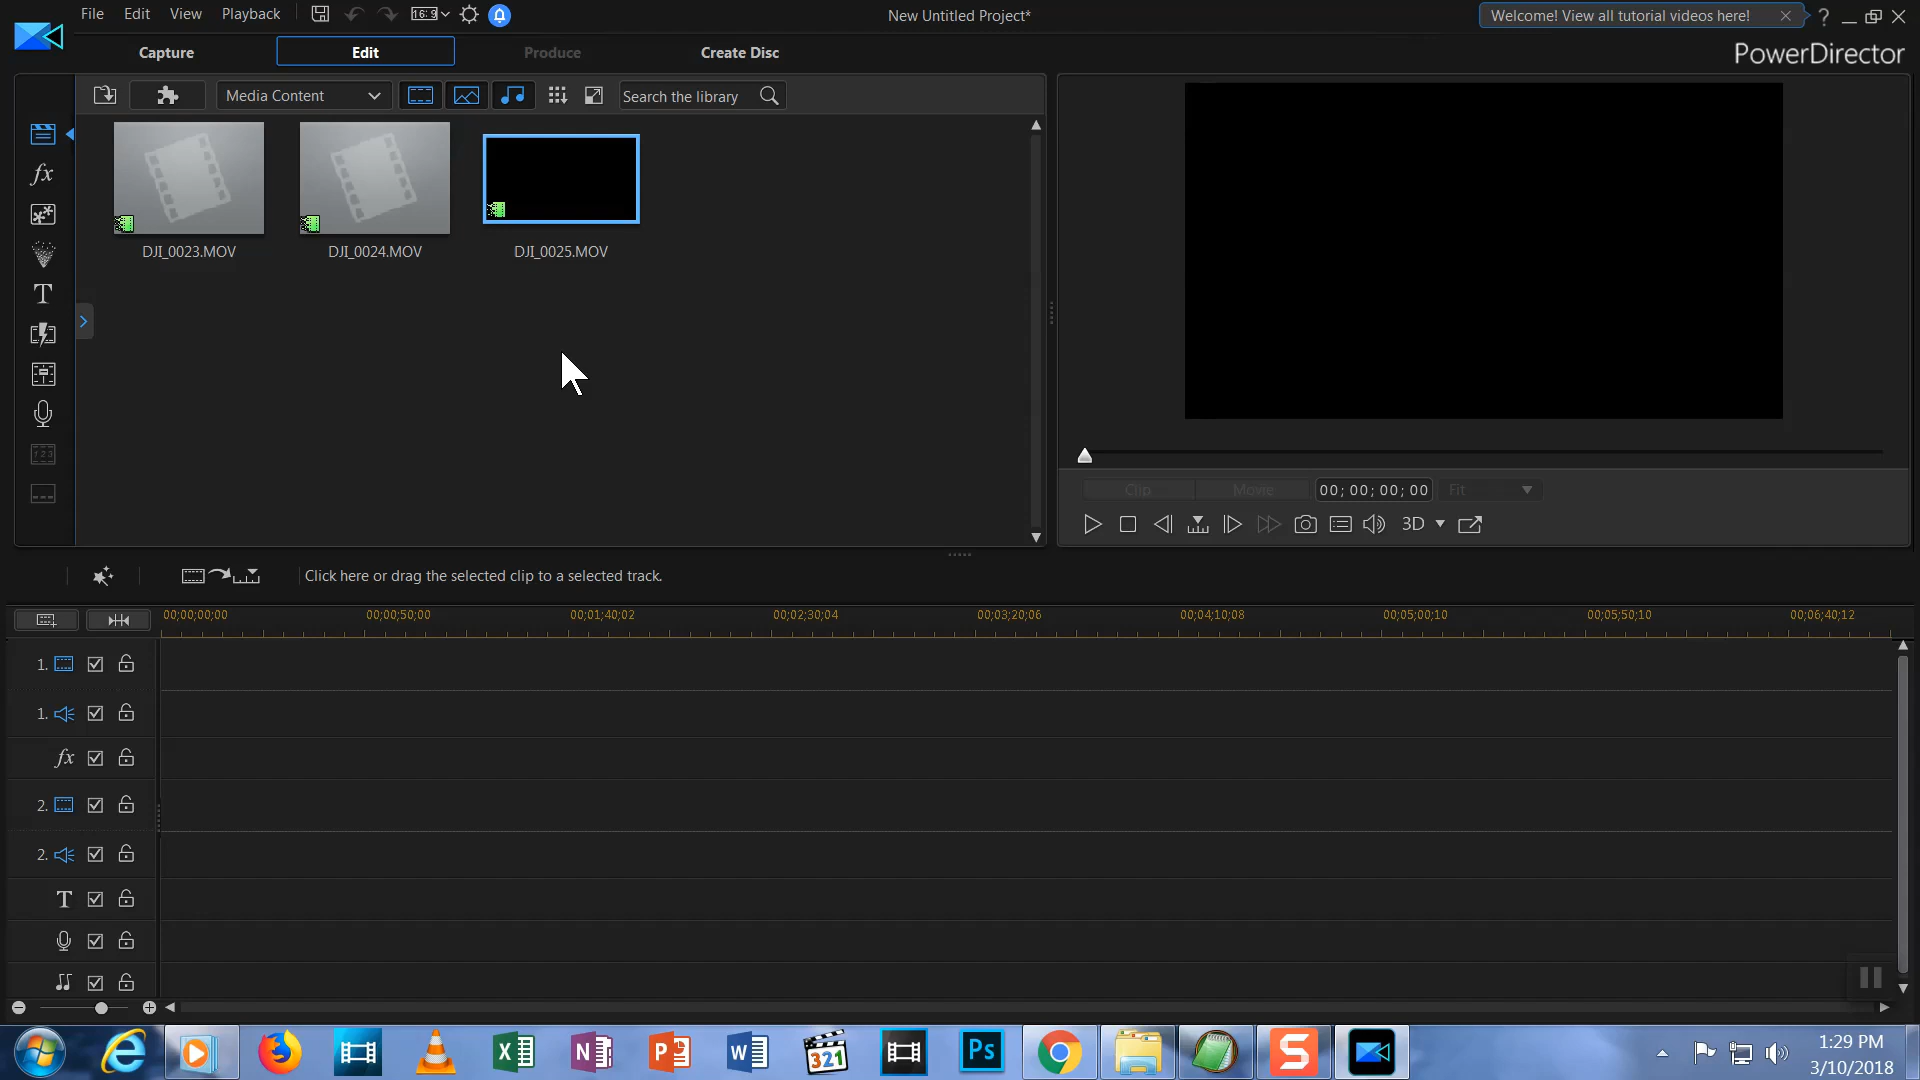 File Edit View Playback 16:9 New Untitled Project* Welcome! View all tutorial videos here! ?
Capture Edit Produce Create Disc PowerDirector
Media Content Search the library
fx
T
DJI_0023.MOV DJI_0024.MOV DJI_0025.MOV
Clip Movie 00; 00; 00; 00 Fit
3D
Click here or drag the selected clip to a selected track.
00;00;00;00 00;00;50;00 00;01;40;02 00;02;30;04 00;03;20;06 00;04;10;08 00;05;00;10 00;05;50;10 00;06;40;12
1.
1.
fx
2.
2.
T
X N P W 321 Ps S 1:29 PM
3/10/2018